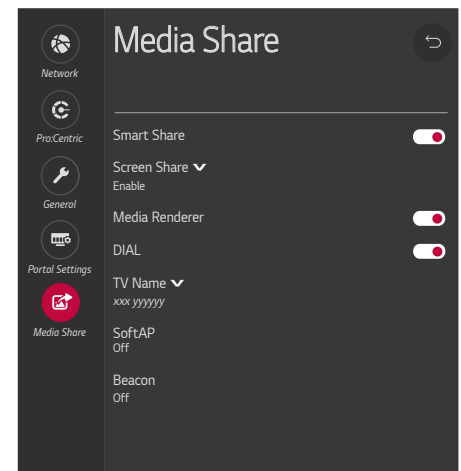 Media Share
Network
Pro:Centric
General
Portal Settings
Media Share
Smart Share
Screen Share
Enable
Media Renderer
DIAL
TV Name
xxx yyyyyy
SoftAP
Off
Beacon
Off